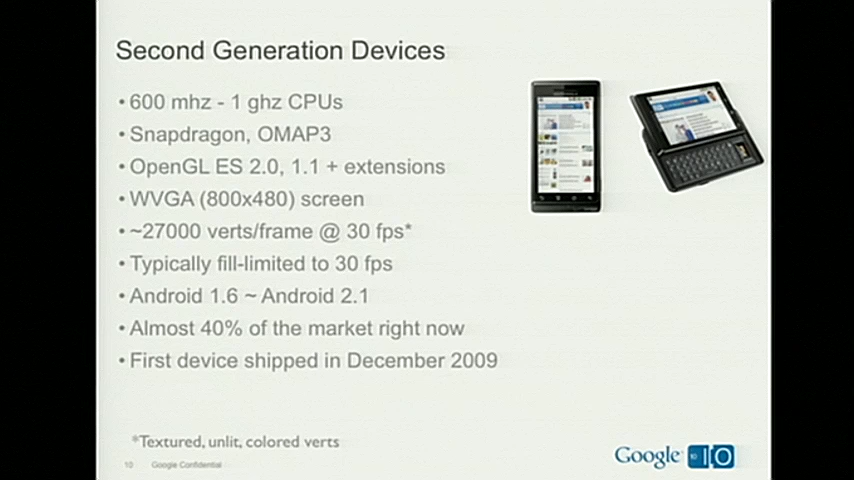 Second Generation Devices
• 600 mhz - 1 ghz CPUs
• Snapdragon, OMAP3
• OpenGL ES 2.0, 1.1 + extensions
• WVGA (800x480) screen
• ~27000 verts/frame @ 30 fps*
• Typically fill-limited to 30 fps
• Android 1.6 ~ Android 2.1
• Almost 40% of the market right now
• First device shipped in December 2009
*Textured, unlit, colored verts
10 Google Confidential
Google 10 IO